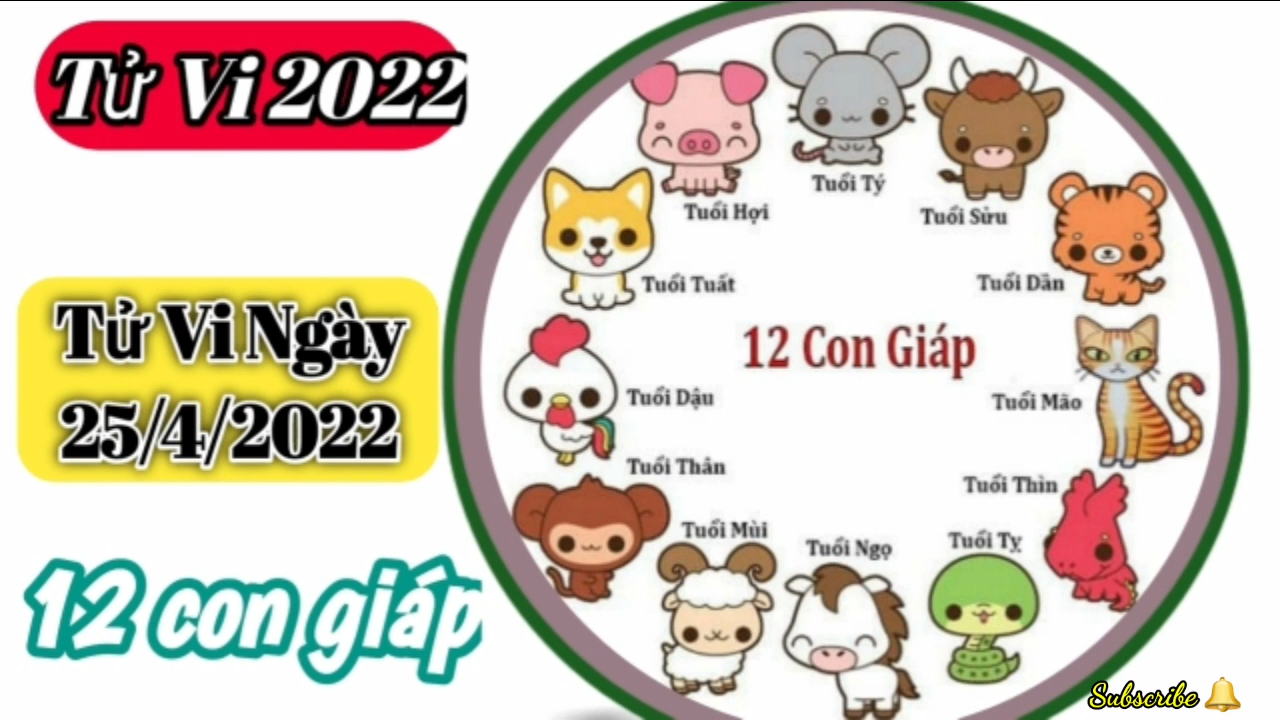 Tử Vi 2022
Tử Vi Ngày
25/4/2022
12 con giáp
Tuổi Tý
Tuổi Hợi
Tuổi Sửu
Tuổi Tuất
Tuổi Dần
12 Con Giáp
Tuổi Dậu
Tuổi Mão
Tuổi Thân
Tuổi Thìn
Tuổi Mùi
Tuổi Ngọ
Tuổi Tỵ
Subscribe